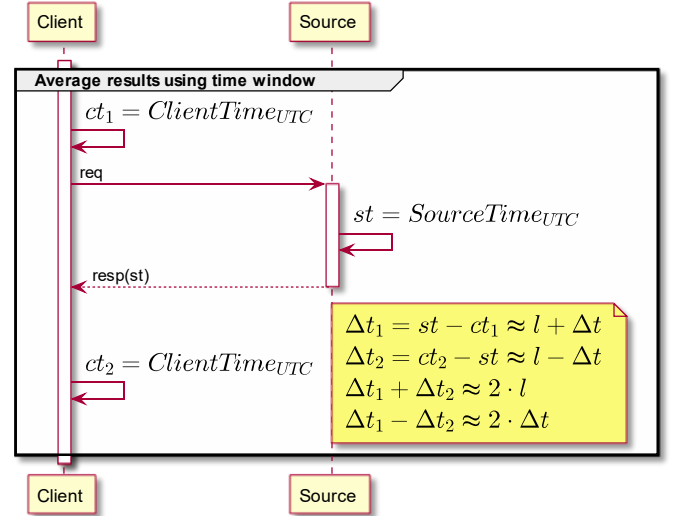 Client Source
Average results using time window
ct₁ = ClientTime_UTC
req
st = SourceTime_UTC
resp(st)
Δt₁ = st − ct₁ ≈ l + Δt
Δt₂ = ct₂ − st ≈ l − Δt
ct₂ = ClientTime_UTC
Δt₁ + Δt₂ ≈ 2 · l
Δt₁ − Δt₂ ≈ 2 · Δt
Client Source